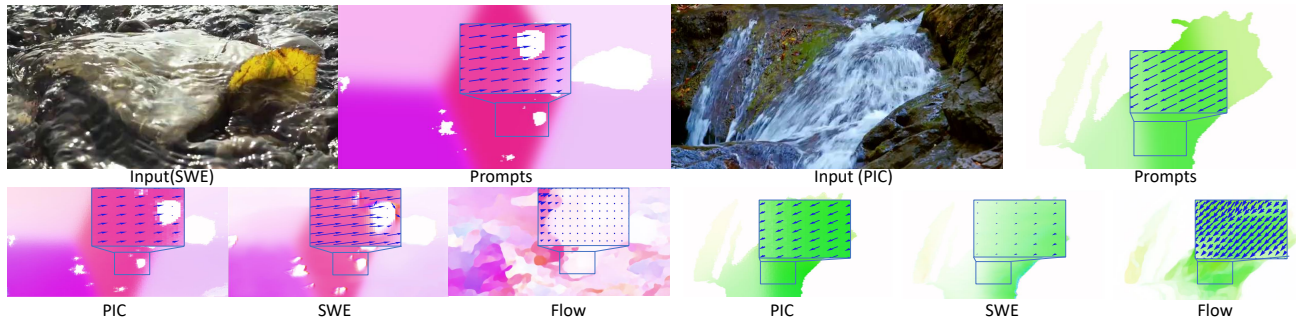 Input(SWE)
Prompts
Input (PIC)
Prompts
PIC
SWE
Flow
PIC
SWE
Flow